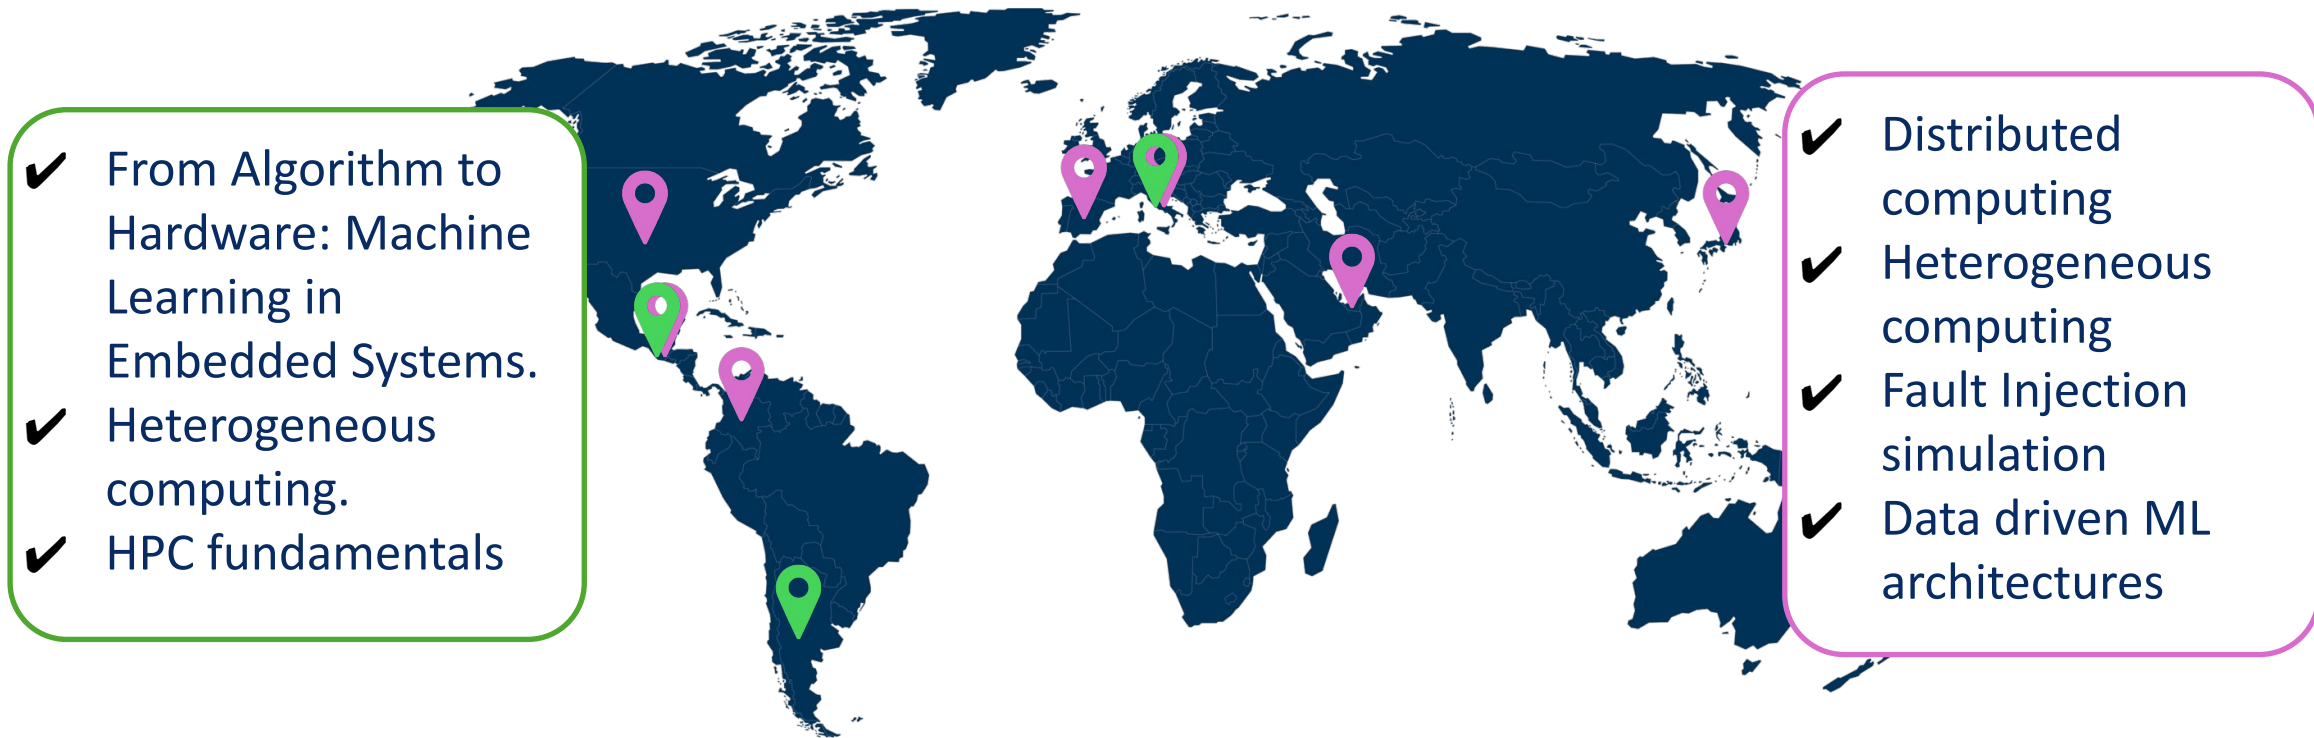 ✔ From Algorithm to
Hardware: Machine
Learning in
Embedded Systems.
✔ Heterogeneous
computing.
✔ HPC fundamentals
✔ Distributed
computing
✔ Heterogeneous
computing
✔ Fault Injection
simulation
✔ Data driven ML
architectures